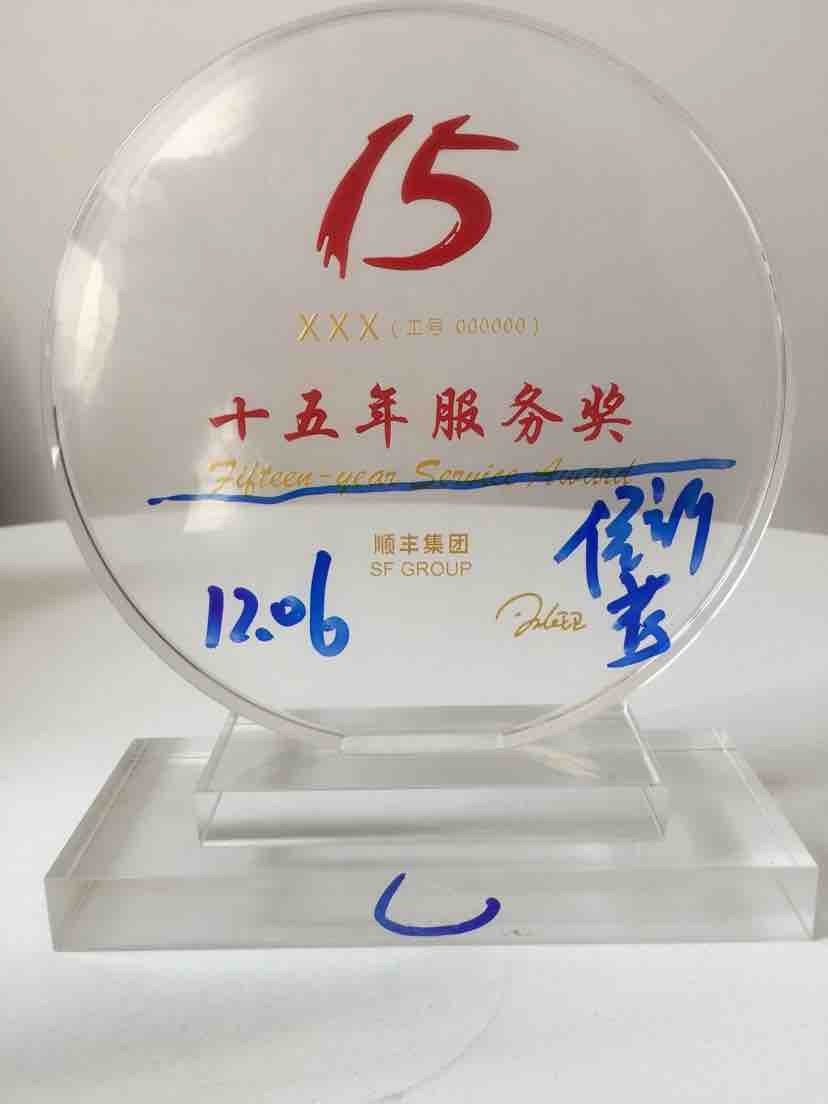 15
XXX(工号 000000)
十五年服务奖
Fifteen-year Service Award
顺丰集团
SF GROUP
12.06